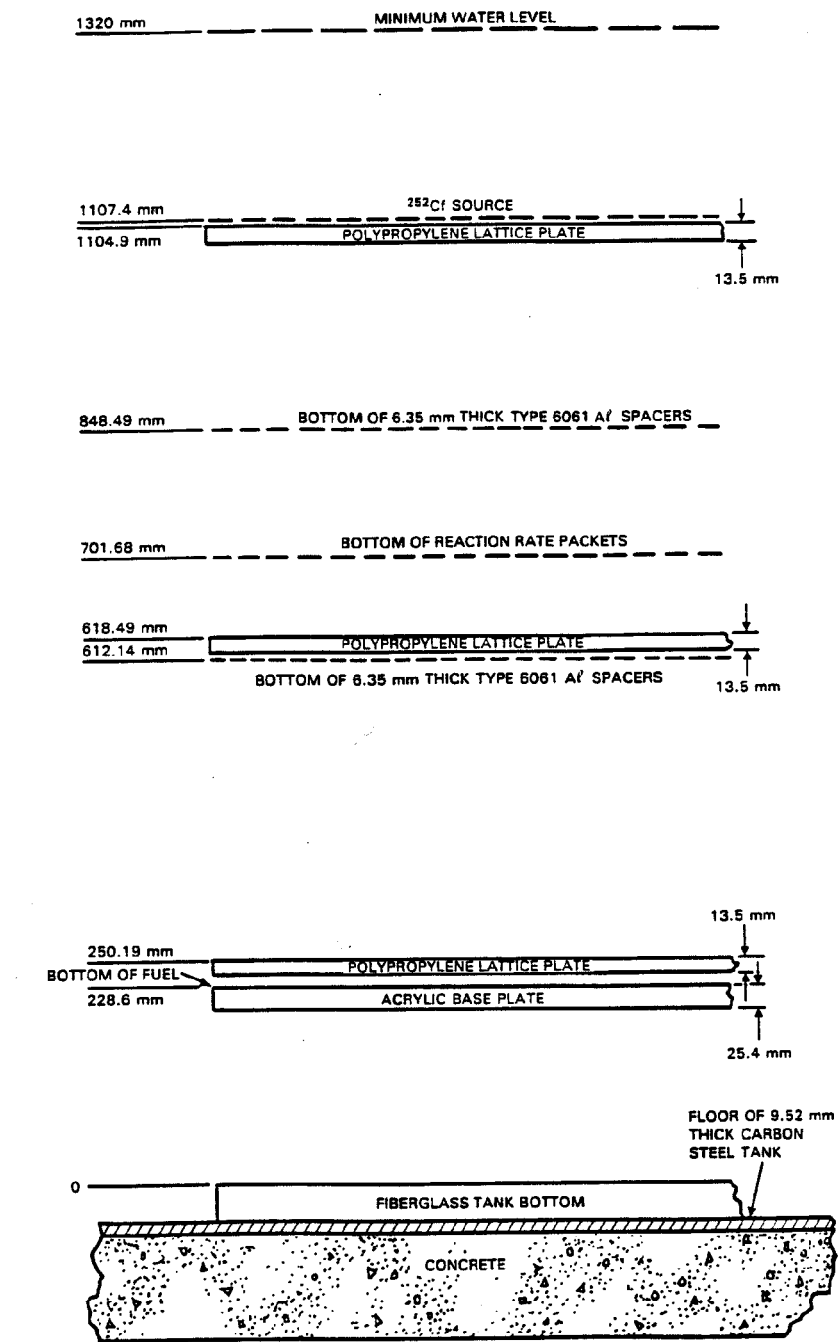 1320 mm
MINIMUM WATER LEVEL
1107.4 mm
²⁵²Cf SOURCE
1104.9 mm
POLYPROPYLENE LATTICE PLATE
13.5 mm
848.49 mm
BOTTOM OF 6.35 mm THICK TYPE 6061 Aℓ SPACERS
701.68 mm
BOTTOM OF REACTION RATE PACKETS
618.49 mm
POLYPROPYLENE LATTICE PLATE
612.14 mm
BOTTOM OF 6.35 mm THICK TYPE 6061 Aℓ SPACERS
13.5 mm
13.5 mm
250.19 mm
POLYPROPYLENE LATTICE PLATE
BOTTOM OF FUEL
228.6 mm
ACRYLIC BASE PLATE
25.4 mm
FLOOR OF 9.52 mm
THICK CARBON
STEEL TANK
0
FIBERGLASS TANK BOTTOM
CONCRETE